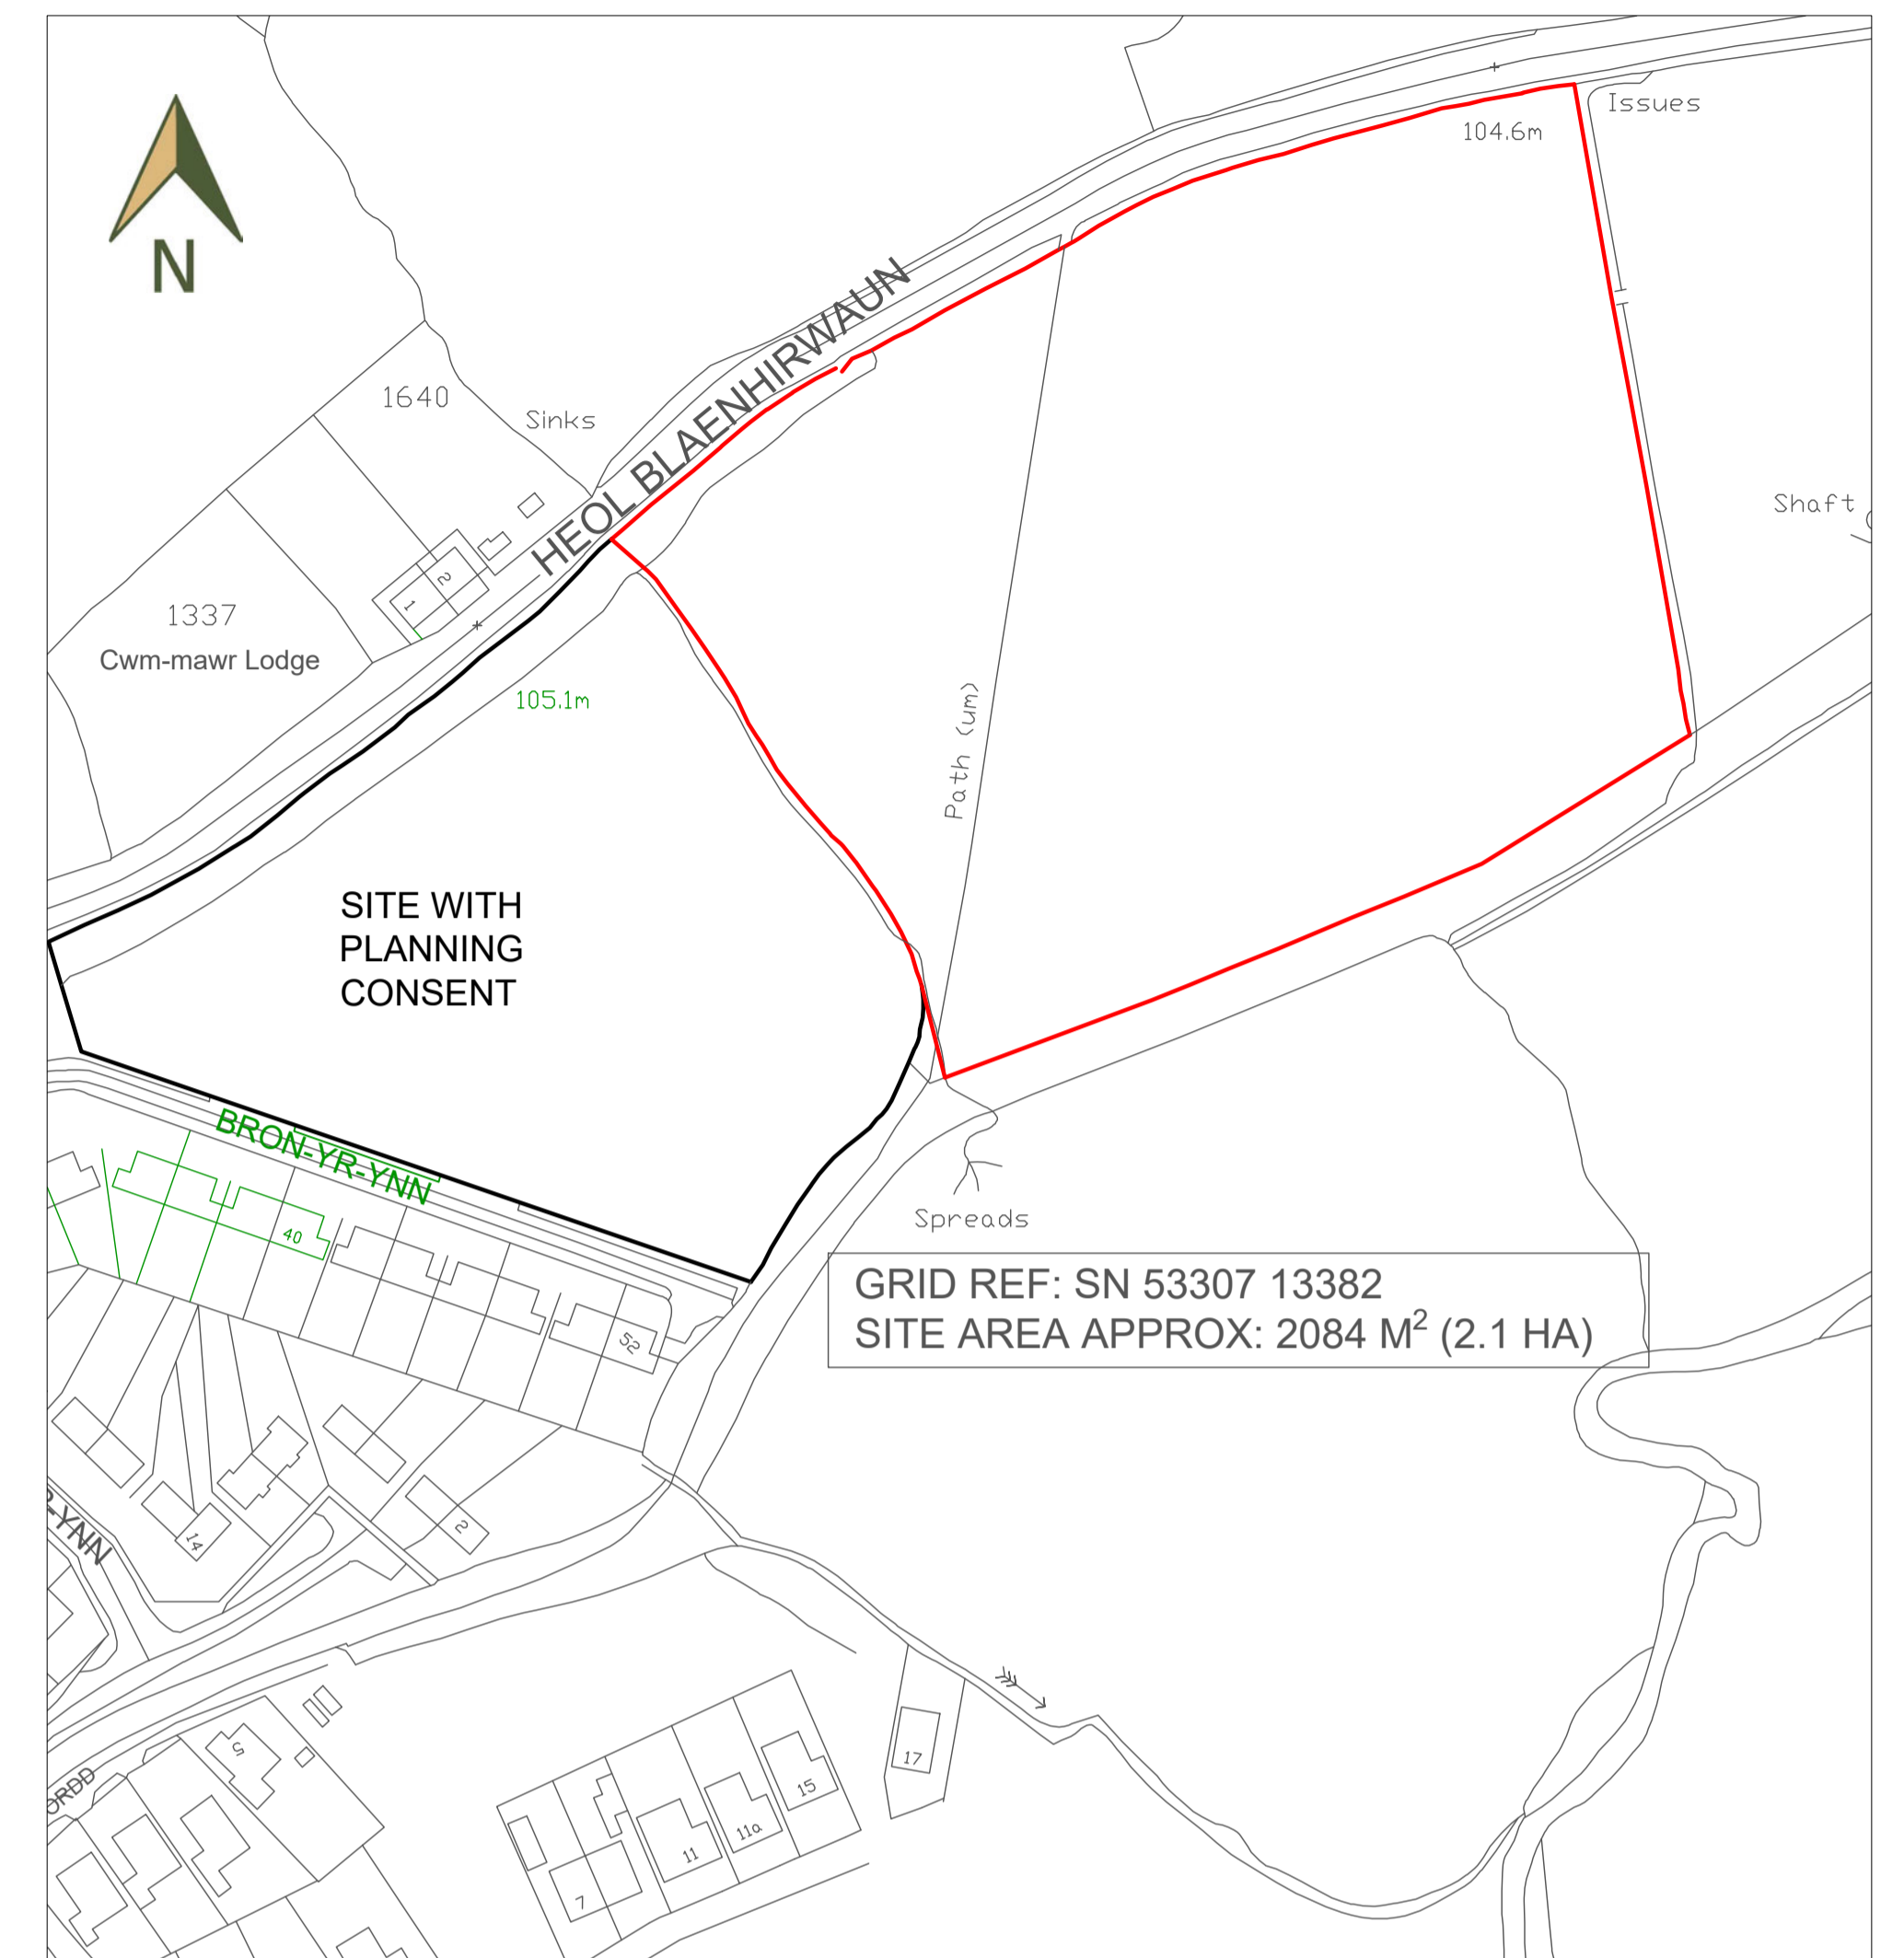 Issues
104.6m
N
HEOL BLAENHIRWAUN
1640
Sinks
Shaft
2
1
1337
Cwm-mawr Lodge
105.1m
Path (um)
SITE WITH
PLANNING
CONSENT
BRON-YR-YNN
40
Spreads
GRID REF: SN 53307 13382
SITE AREA APPROX: 2084 M² (2.1 HA)
52
R-YNN
14
2
5
ORDD
17
15
11a
11
7